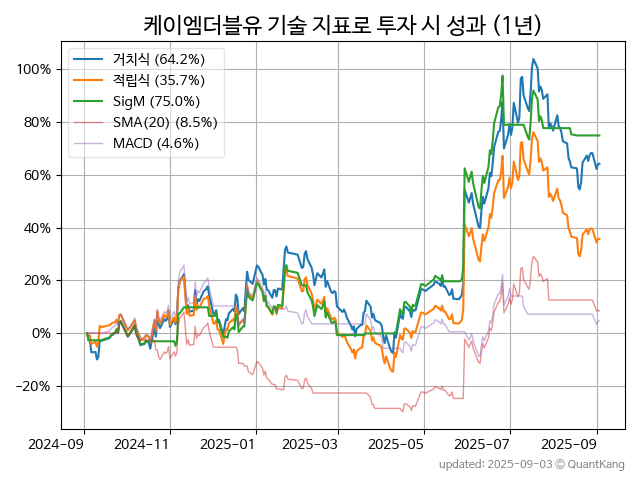 케이엠더블유 기술 지표로 투자 시 성과 (1년)
거치식 (64.2%)
적립식 (35.7%)
SigM (75.0%)
SMA(20) (8.5%)
MACD (4.6%)
100%
80%
60%
40%
20%
0%
−20%
2024-09
2024-11
2025-01
2025-03
2025-05
2025-07
2025-09
updated: 2025-09-03 © QuantKang